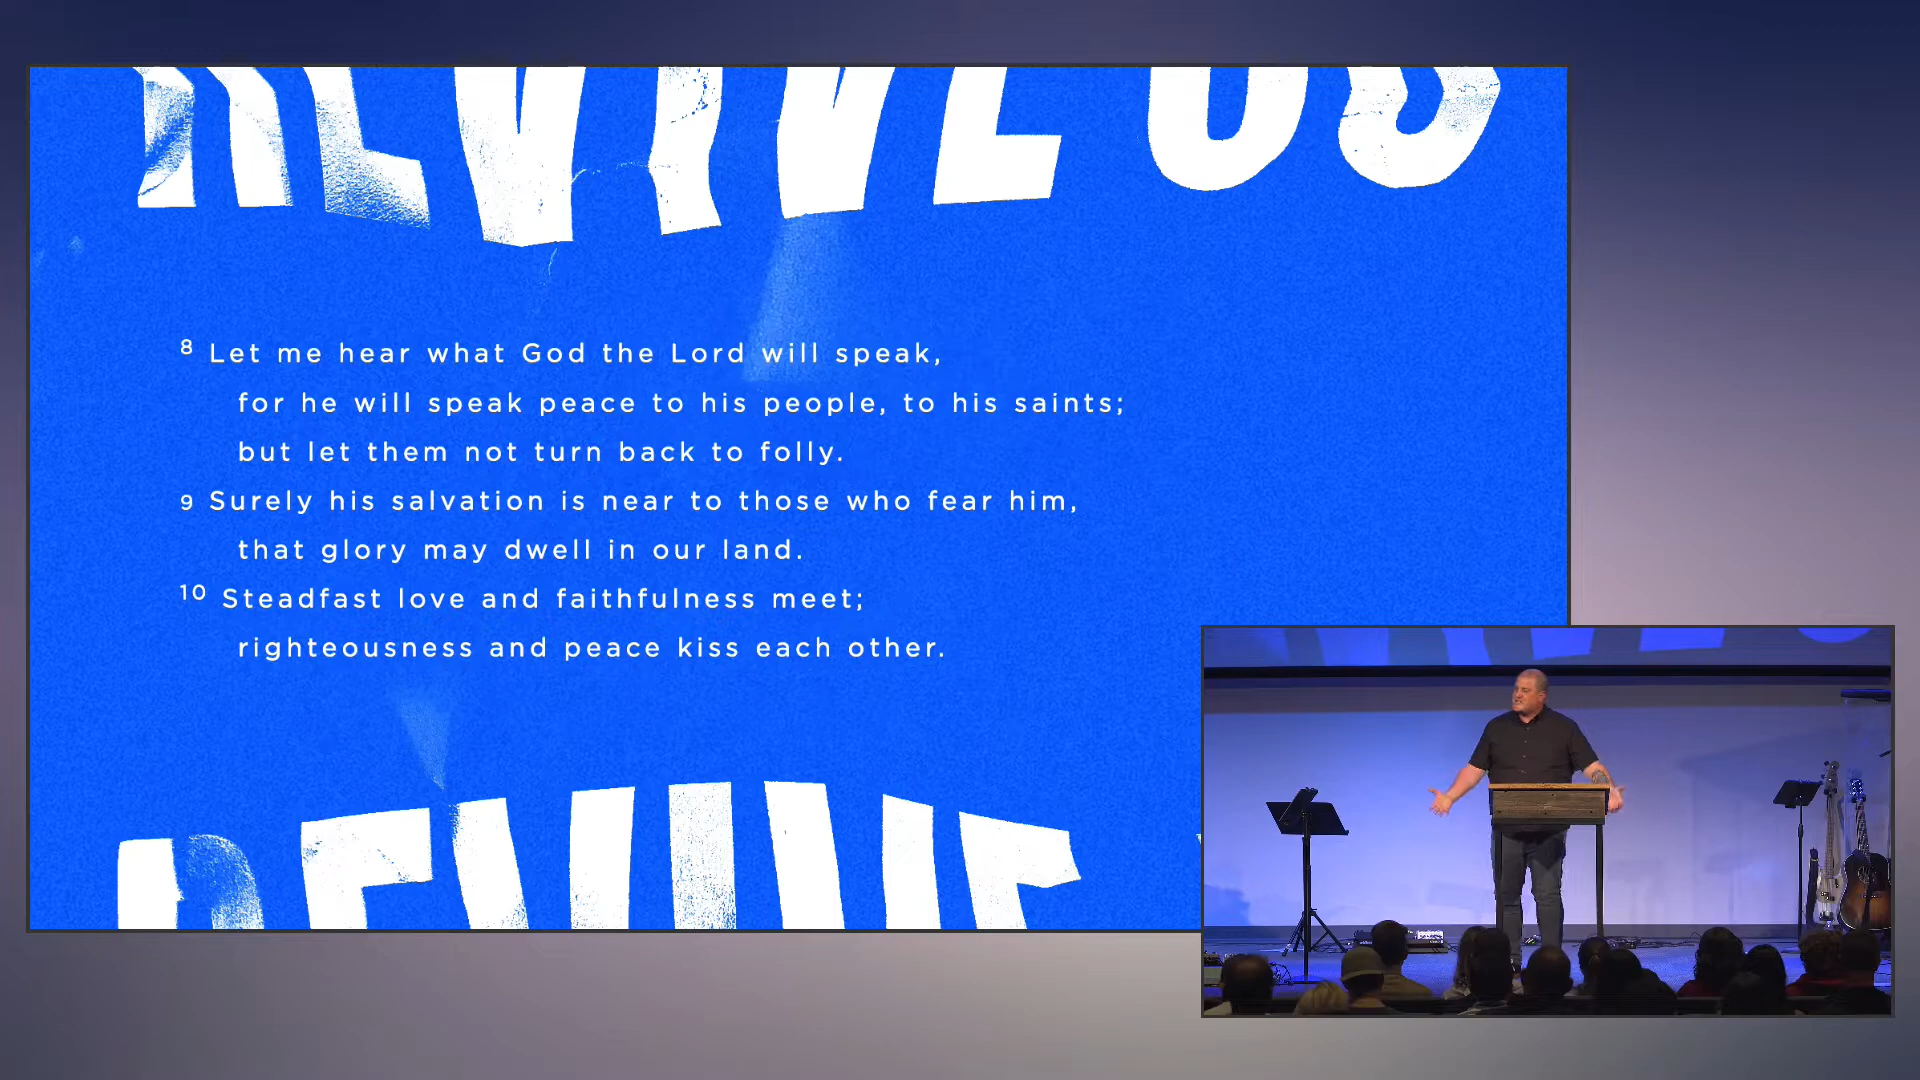 REVIVE US
8 Let me hear what God the Lord will speak,
for he will speak peace to his people, to his saints;
but let them not turn back to folly.
9 Surely his salvation is near to those who fear him,
that glory may dwell in our land.
10 Steadfast love and faithfulness meet;
righteousness and peace kiss each other.
REVIVE